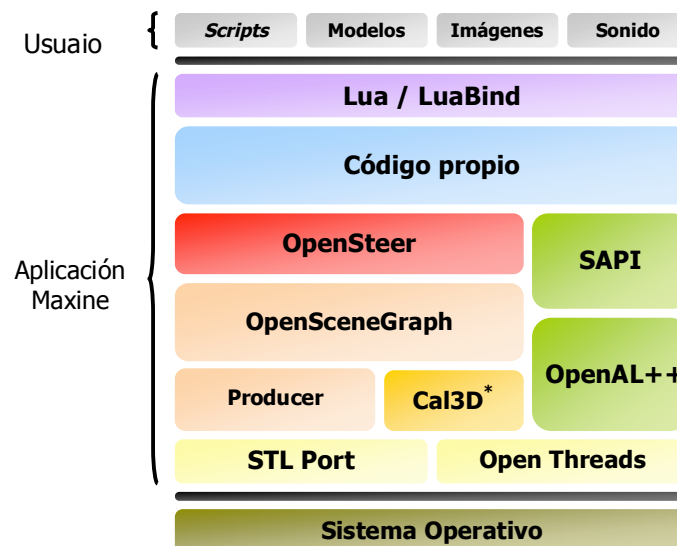 Usuaio
Scripts
Modelos
Imágenes
Sonido
Lua / LuaBind
Código propio
OpenSteer
SAPI
Aplicación
Maxine
OpenSceneGraph
OpenAL++
Producer
Cal3D*
STL Port
Open Threads
Sistema Operativo